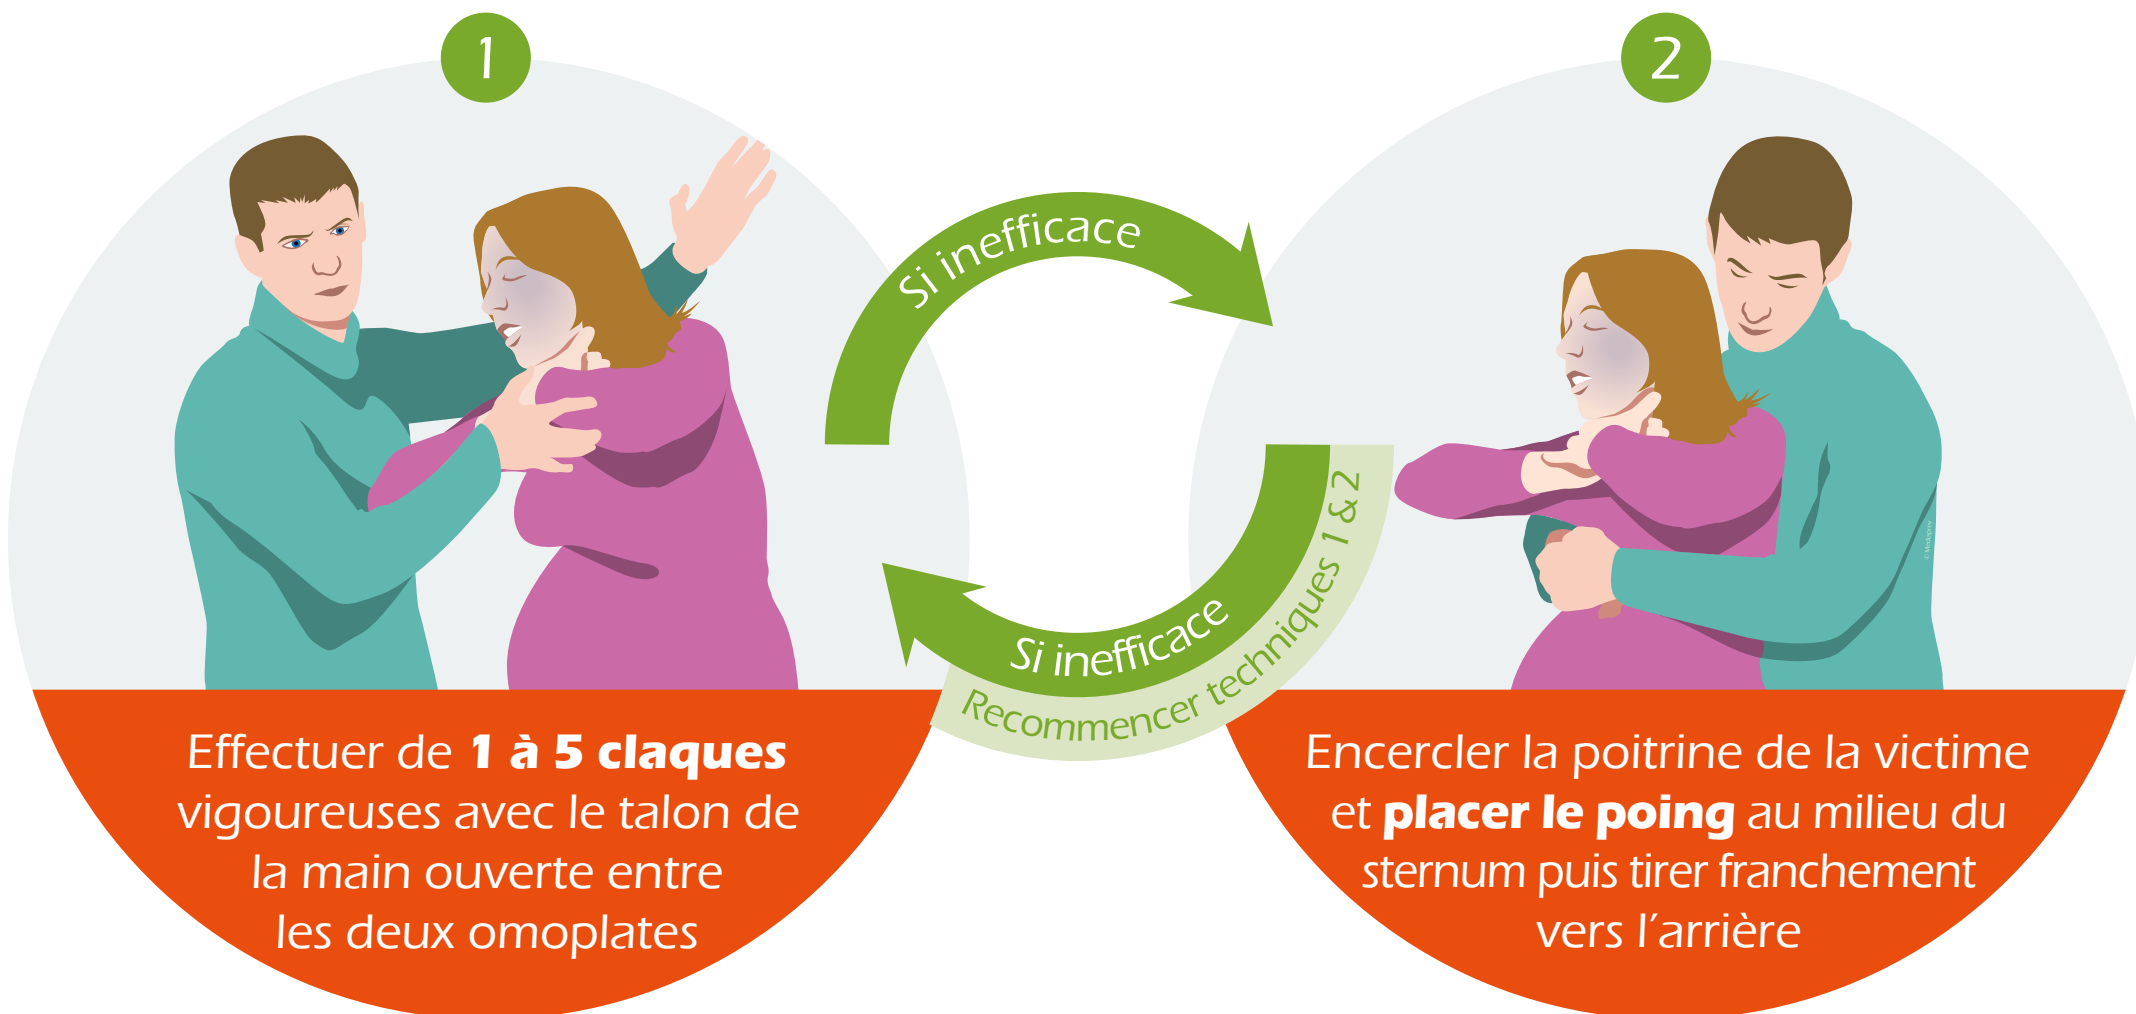 1
Effectuer de 1 à 5 claques
vigoureuses avec le talon de
la main ouverte entre
les deux omoplates
Si inefficace
2
Encercler la poitrine de la victime
et placer le poing au milieu du
sternum puis tirer franchement
vers l'arrière
Si inefficace
Recommencer techniques 1 & 2